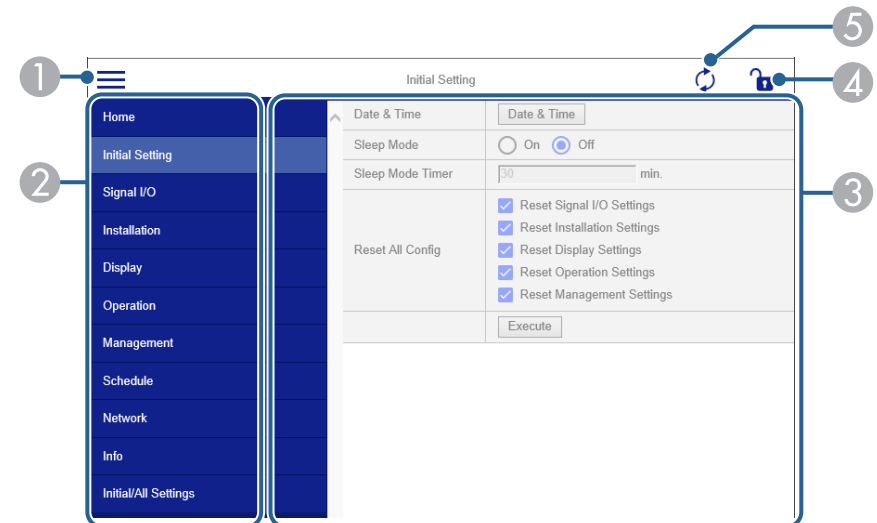 5
1
Initial Setting
4
Home
Date & Time
Date & Time
Initial Setting
Sleep Mode
On
Off
2
Signal I/O
Sleep Mode Timer
30
min.
3
Installation
Reset All Config
Reset Signal I/O Settings
Reset Installation Settings
Reset Display Settings
Reset Operation Settings
Reset Management Settings
Display
Operation
Execute
Management
Schedule
Network
Info
Initial/All Settings